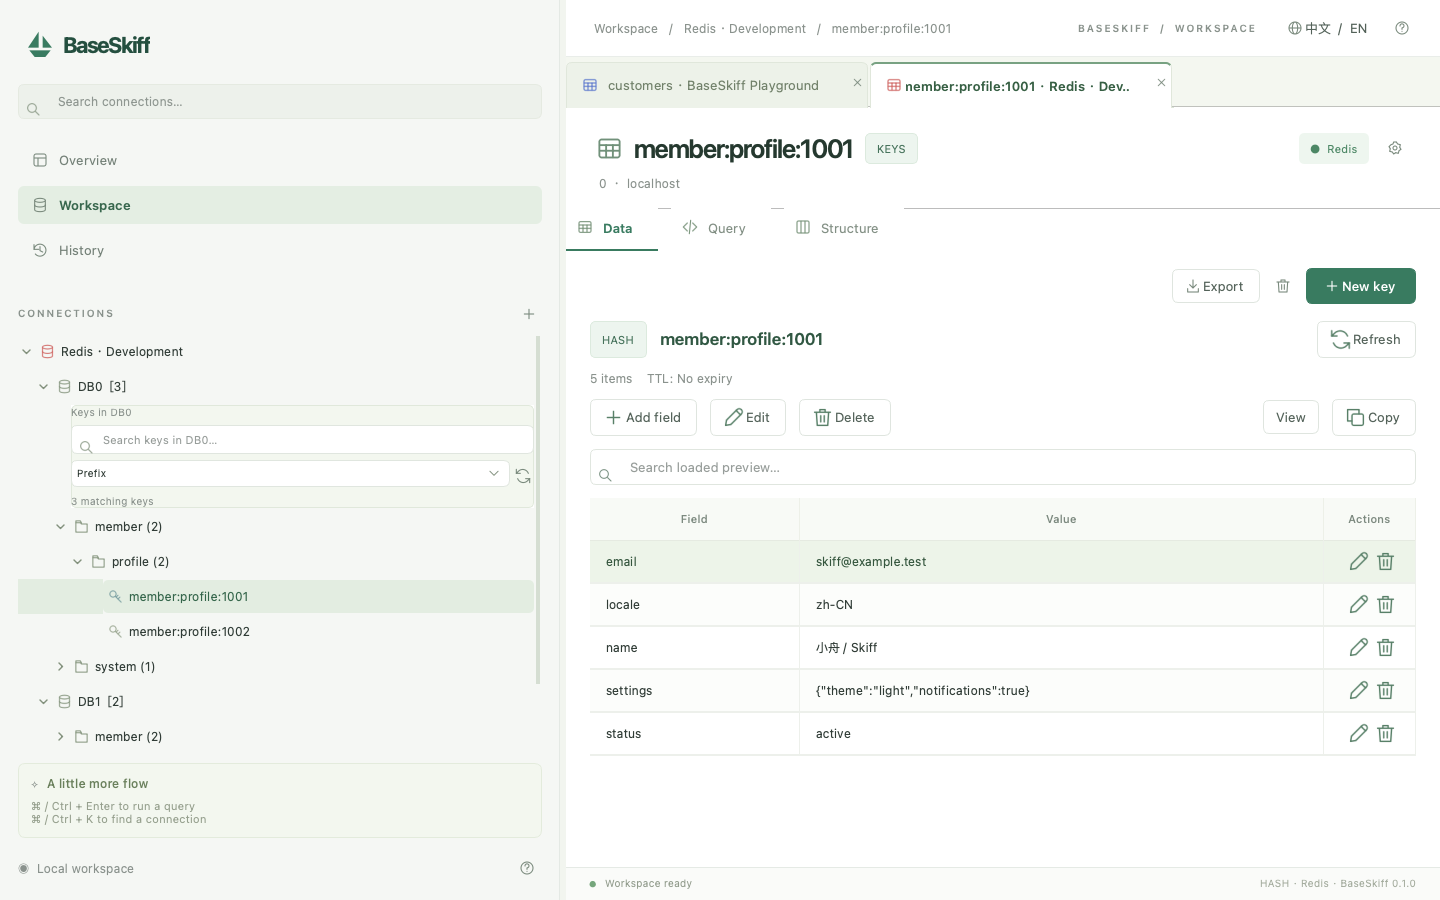 BaseSkiff
Search connections...
Overview
Workspace
History
CONNECTIONS
Redis · Development
DB0 [3]
Keys in DB0
Search keys in DB0...
Prefix
3 matching keys
member (2)
profile (2)
member:profile:1001
member:profile:1002
system (1)
DB1 [2]
member (2)
A little more flow
⌘ / Ctrl + Enter to run a query
⌘ / Ctrl + K to find a connection
Local workspace
Workspace / Redis · Development / member:profile:1001
BASESKIFF / WORKSPACE
中文 / EN
customers · BaseSkiff Playground
nember:profile:1001 · Redis · Dev..
member:profile:1001 KEYS
Redis
0 · localhost
Data Query Structure
Export
New key
HASH member:profile:1001
Refresh
5 items TTL: No expiry
Add field Edit Delete
View Copy
Search loaded preview...
Field Value Actions
email skiff@example.test
locale zh-CN
name 小舟 / Skiff
settings {"theme":"light","notifications":true}
status active
Workspace ready
HASH · Redis · BaseSkiff 0.1.0